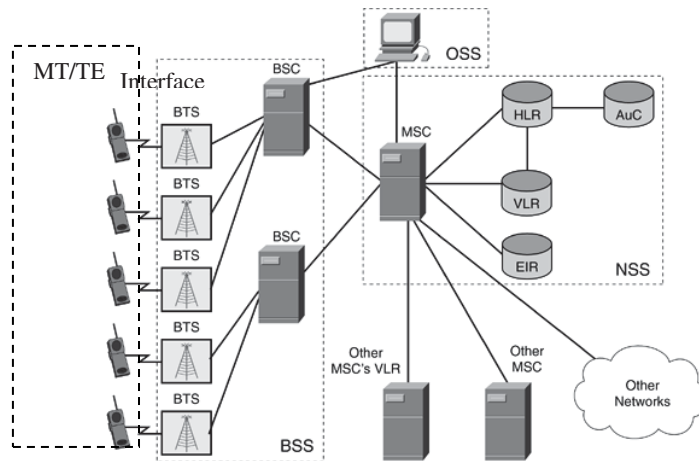 MT/TE
Interface
BTS
BTS
BTS
BTS
BTS
BSC
BSC
BSS
OSS
MSC
HLR
AuC
VLR
EIR
NSS
Other
MSC's VLR
Other
MSC
Other
Networks